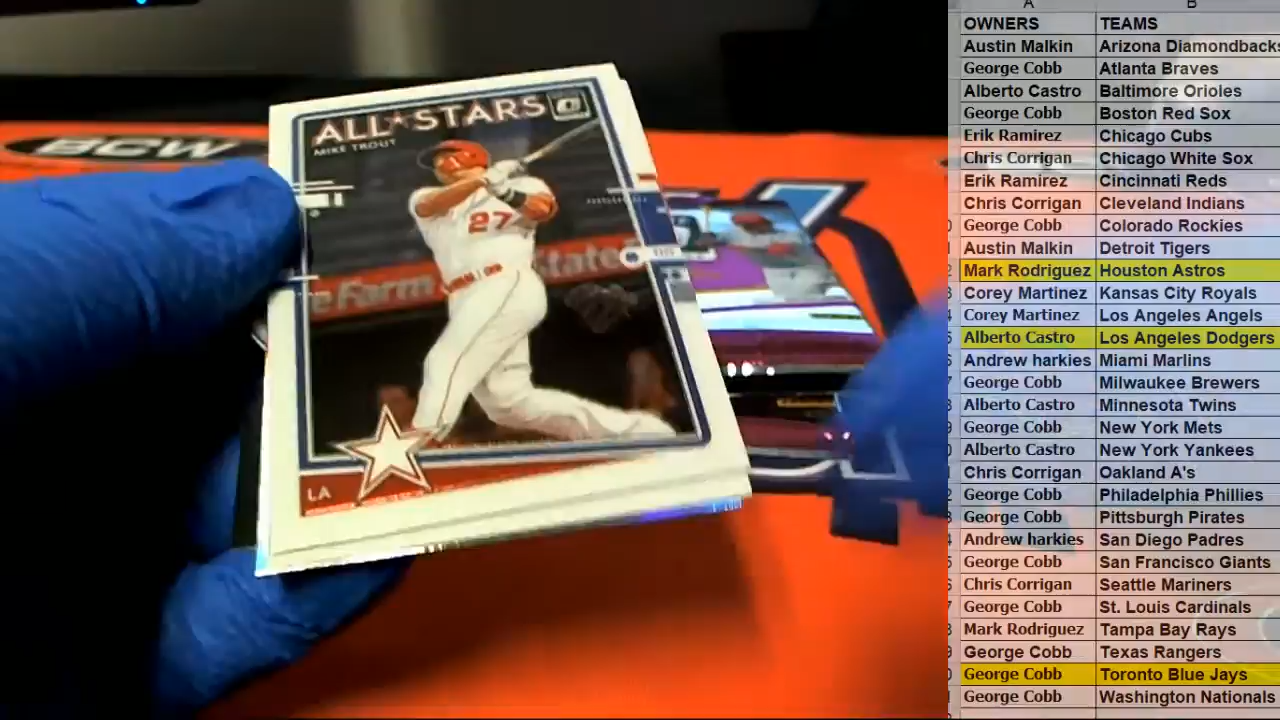 A B
OWNERS TEAMS
Austin Malkin Arizona Diamondbacks
George Cobb Atlanta Braves
Alberto Castro Baltimore Orioles
George Cobb Boston Red Sox
Erik Ramirez Chicago Cubs
Chris Corrigan Chicago White Sox
Erik Ramirez Cincinnati Reds
Chris Corrigan Cleveland Indians
George Cobb Colorado Rockies
Austin Malkin Detroit Tigers
Mark Rodriguez Houston Astros
Corey Martinez Kansas City Royals
Corey Martinez Los Angeles Angels
Alberto Castro Los Angeles Dodgers
Andrew harkies Miami Marlins
George Cobb Milwaukee Brewers
Alberto Castro Minnesota Twins
George Cobb New York Mets
Alberto Castro New York Yankees
Chris Corrigan Oakland A's
George Cobb Philadelphia Phillies
George Cobb Pittsburgh Pirates
Andrew harkies San Diego Padres
George Cobb San Francisco Giants
Chris Corrigan Seattle Mariners
George Cobb St. Louis Cardinals
Mark Rodriguez Tampa Bay Rays
George Cobb Texas Rangers
George Cobb Toronto Blue Jays
George Cobb Washington Nationals
BCW
ALL★STARS
MIKE TROUT
27
eFarm State
LA